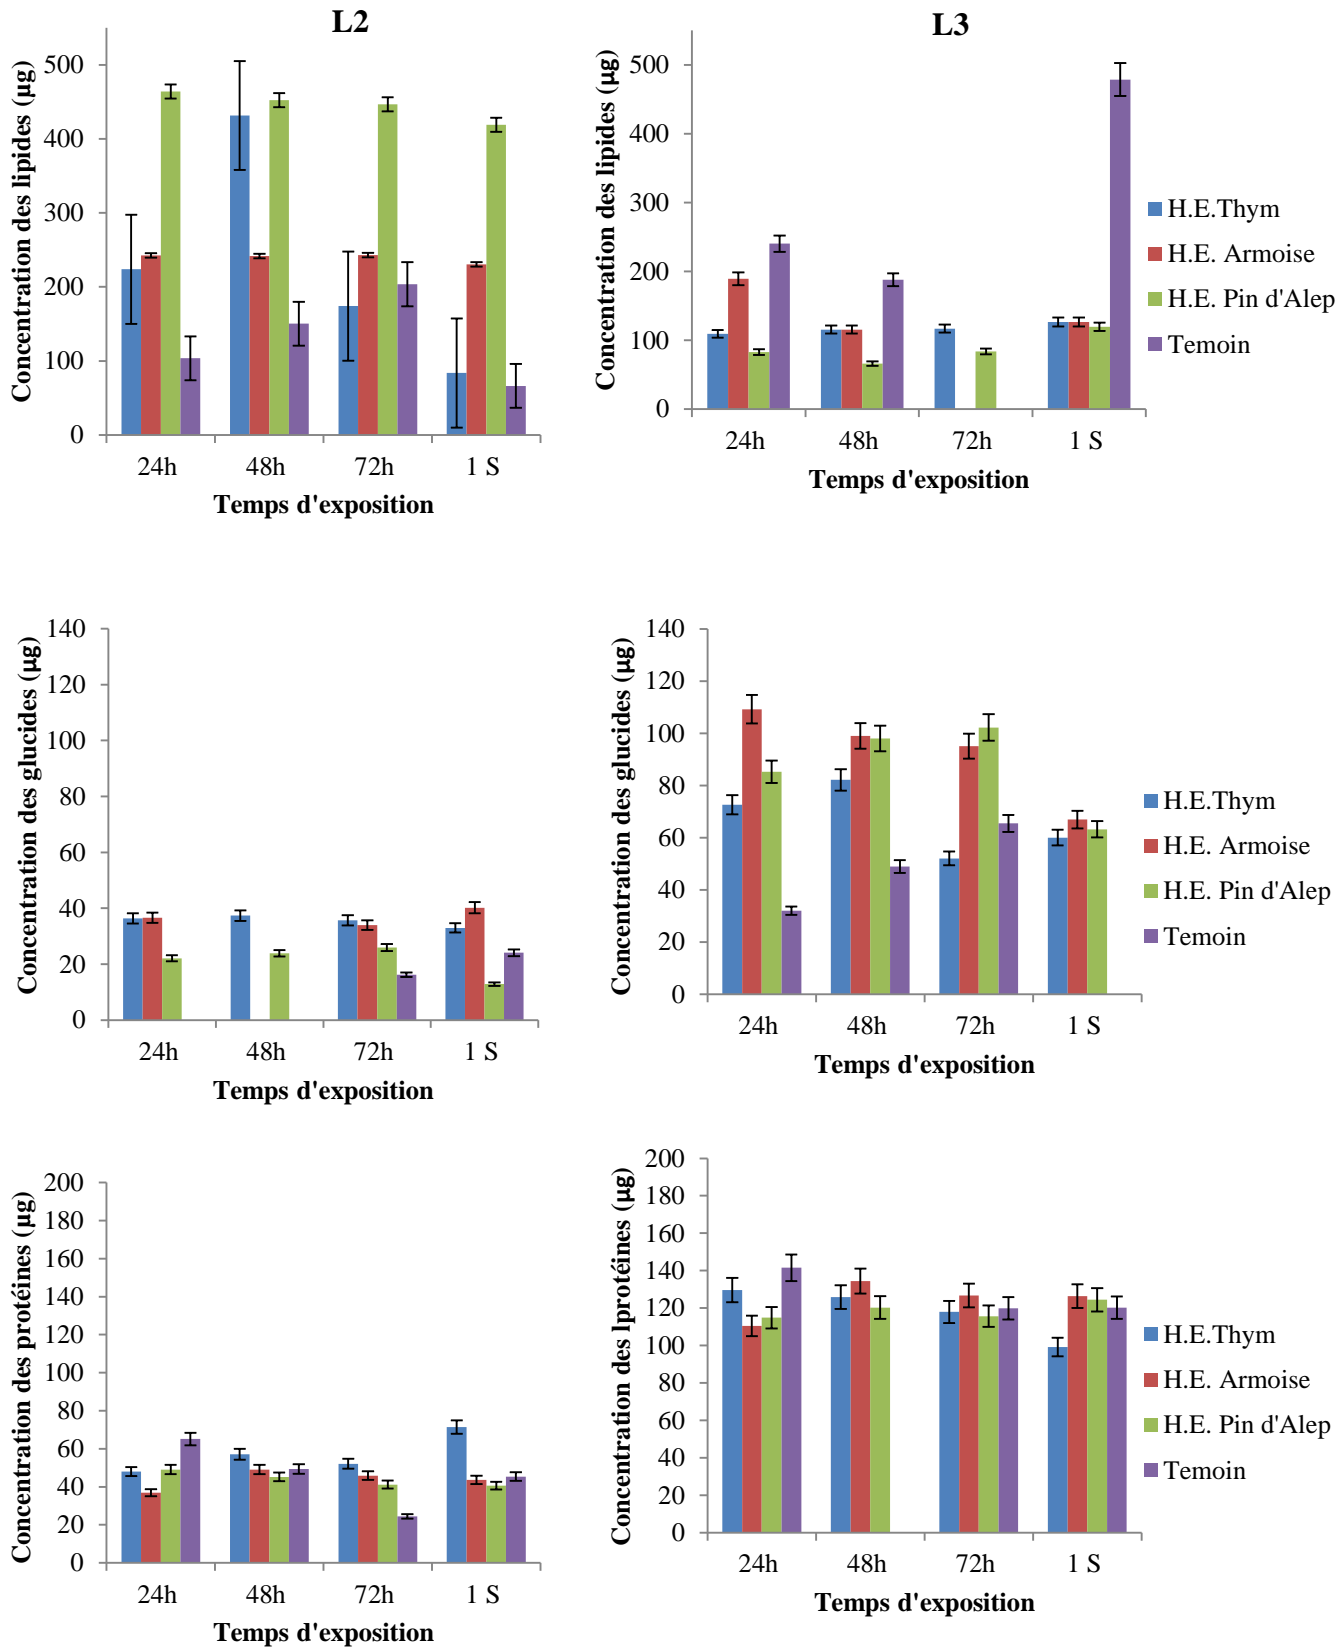 L2
Concentration des lipides (µg)
500
400
300
200
100
0
24h 48h 72h 1 S
Temps d'exposition
L3
Concentration des lipides (µg)
500
400
300
200
100
0
24h 48h 72h 1 S
Temps d'exposition
H.E.Thym
H.E. Armoise
H.E. Pin d'Alep
Temoin
Concentration des glucides (µg)
140
120
100
80
60
40
20
0
24h 48h 72h 1 S
Temps d'exposition
Concentration des glucides (µg)
140
120
100
80
60
40
20
0
24h 48h 72h 1 S
Temps d'exposition
H.E.Thym
H.E. Armoise
H.E. Pin d'Alep
Temoin
Concentration des protéines (µg)
200
180
160
140
120
100
80
60
40
20
0
24h 48h 72h 1 S
Temps d'exposition
Concentration des lprotéines (µg)
200
180
160
140
120
100
80
60
40
20
0
24h 48h 72h 1 S
Temps d'exposition
H.E.Thym
H.E. Armoise
H.E. Pin d'Alep
Temoin